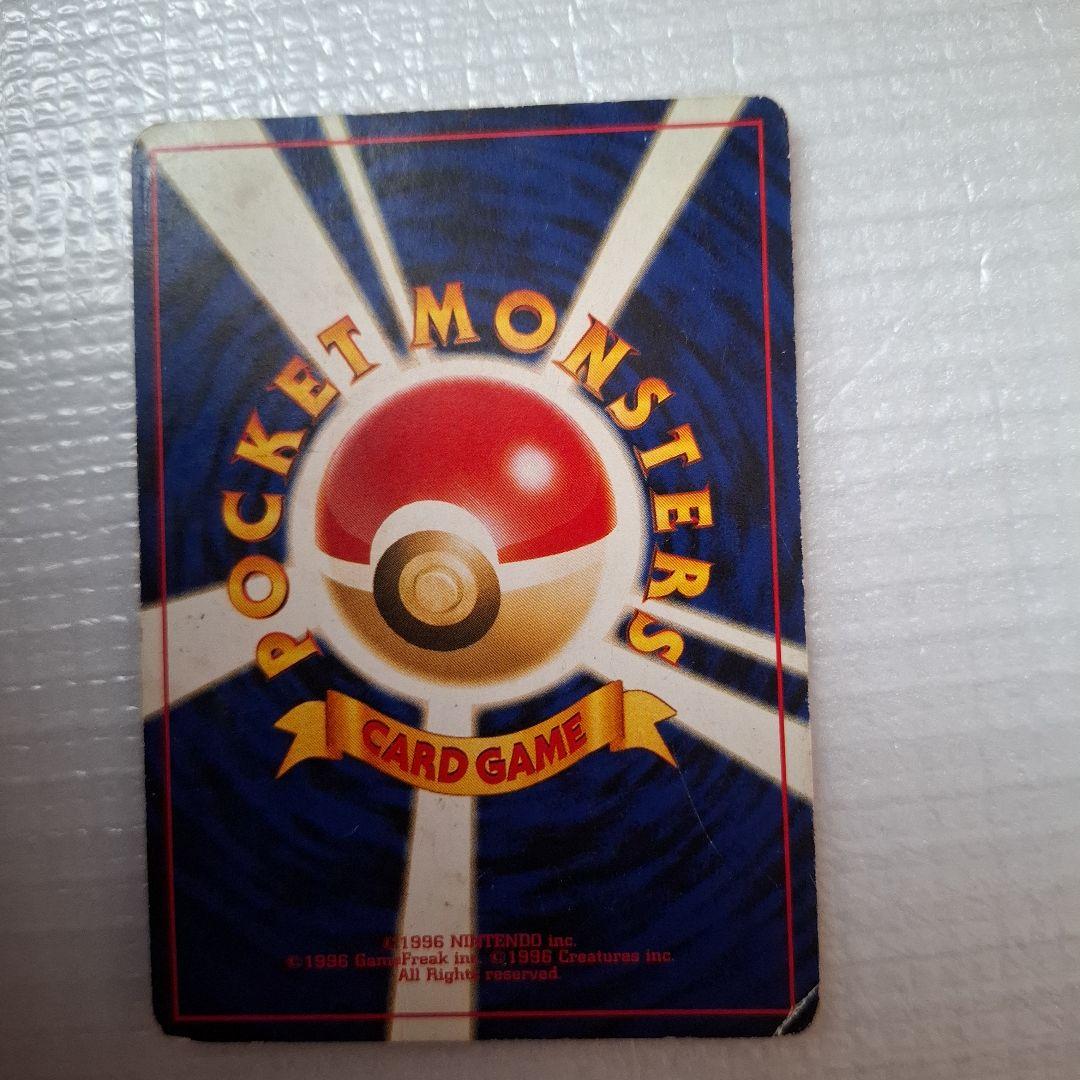 POCKET MONSTERS
CARD GAME
©1996 NINTENDO inc.
©1996 GameFreak inc. ©1996 Creatures inc.
All Rights reserved.